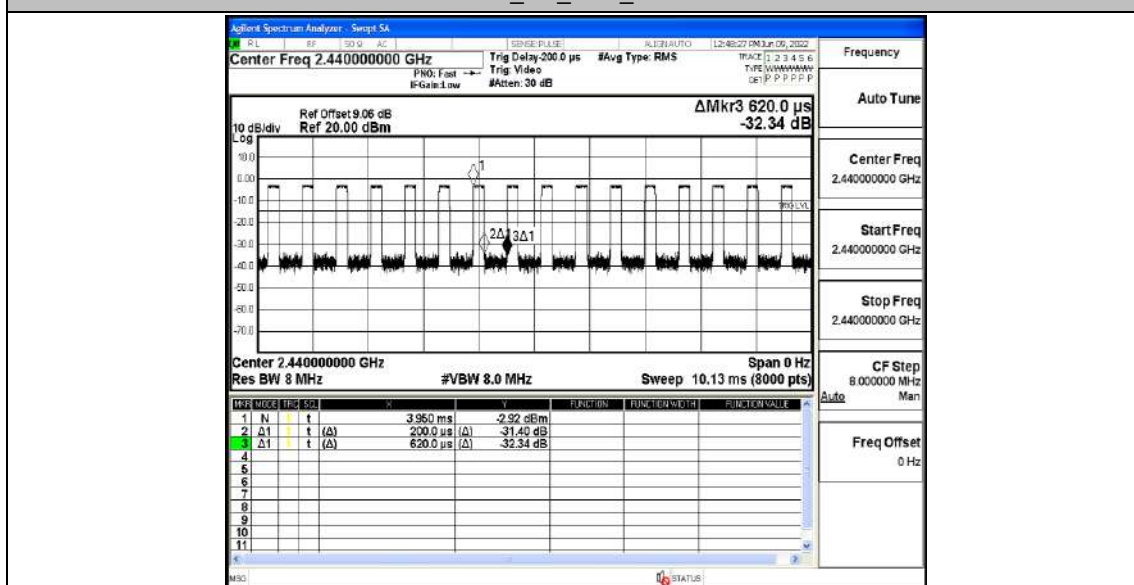 Agilent Spectrum Analyzer - Swept SA
RL RF 50 Ω AC SENSE:PULSE ALIGNAUTO 12:48:27 PM Jun 09, 2022
Center Freq 2.440000000 GHz
PNO: Fast
IFGain:Low
Trig Delay-200.0 µs
Trig: Video
#Atten: 30 dB
#Avg Type: RMS
TRACE 1 2 3 4 5 6
TYPE WWWWWW
DET P P P P P P
ΔMkr3 620.0 µs
-32.34 dB
Ref Offset 9.06 dB
10 dB/div Ref 20.00 dBm
Log
10.0
0.00
-10.0
-20.0
-30.0
-40.0
-50.0
-60.0
-70.0
1
2Δ1
3Δ1
TRIG LVL
Center 2.440000000 GHz Span 0 Hz
Res BW 8 MHz #VBW 8.0 MHz Sweep 10.13 ms (8000 pts)
MKR MODE TRC SCL X Y FUNCTION FUNCTION WIDTH FUNCTION VALUE
1 N t 3.950 ms -2.92 dBm
2 Δ1 t (Δ) 200.0 µs (Δ) -31.40 dB
3 Δ1 t (Δ) 620.0 µs (Δ) -32.34 dB
4
5
6
7
8
9
10
11
MSG STATUS
Frequency
Auto Tune
Center Freq
2.440000000 GHz
Start Freq
2.440000000 GHz
Stop Freq
2.440000000 GHz
CF Step
8.000000 MHz
Auto Man
Freq Offset
0 Hz